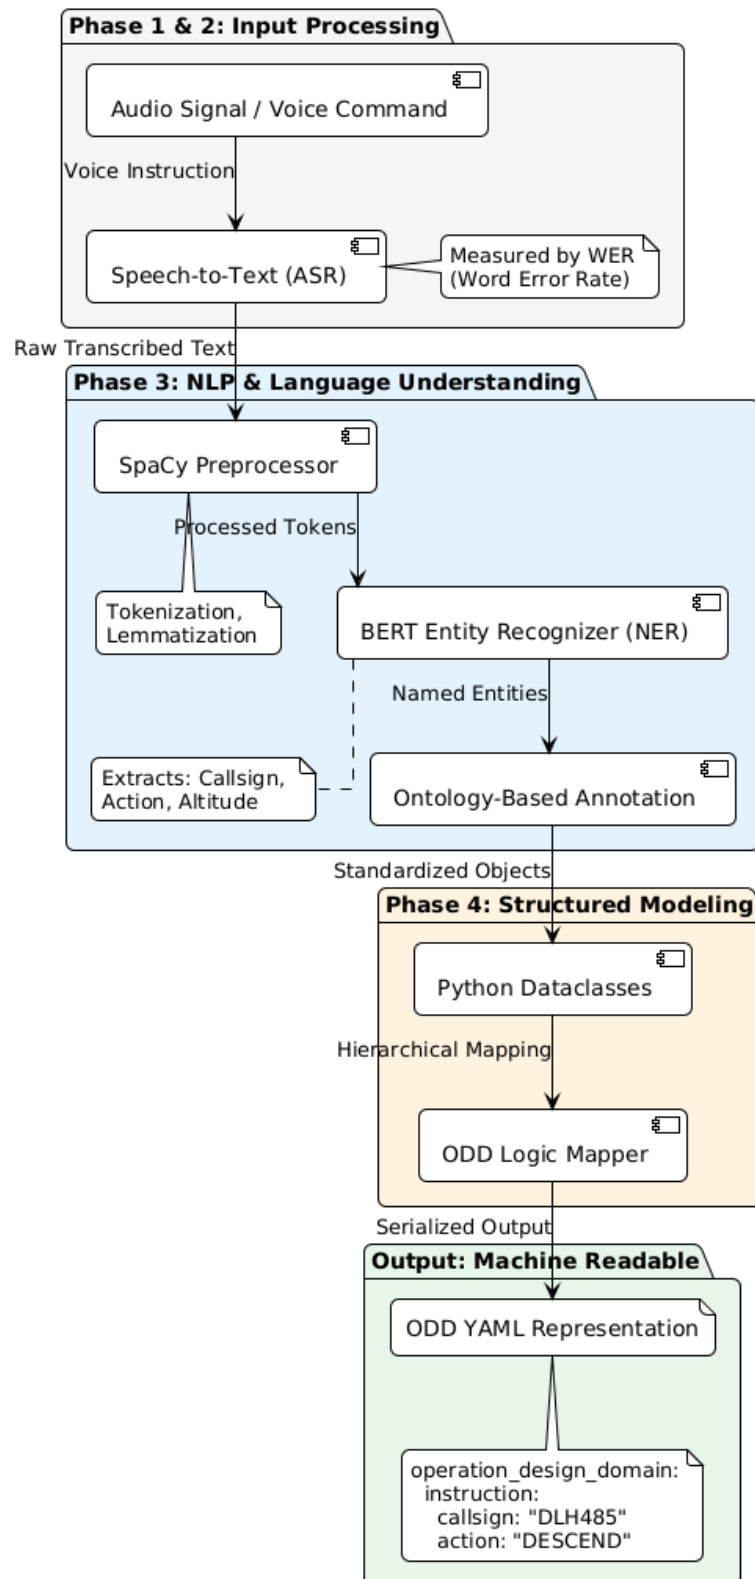 Phase 1 & 2: Input Processing
Audio Signal / Voice Command
Voice Instruction
Speech-to-Text (ASR)
Measured by WER
(Word Error Rate)
Raw Transcribed Text
Phase 3: NLP & Language Understanding
SpaCy Preprocessor
Processed Tokens
Tokenization,
Lemmatization
BERT Entity Recognizer (NER)
Named Entities
Extracts: Callsign,
Action, Altitude
Ontology-Based Annotation
Standardized Objects
Phase 4: Structured Modeling
Python Dataclasses
Hierarchical Mapping
ODD Logic Mapper
Serialized Output
Output: Machine Readable
ODD YAML Representation
operation_design_domain:
instruction:
callsign: "DLH485"
action: "DESCEND"